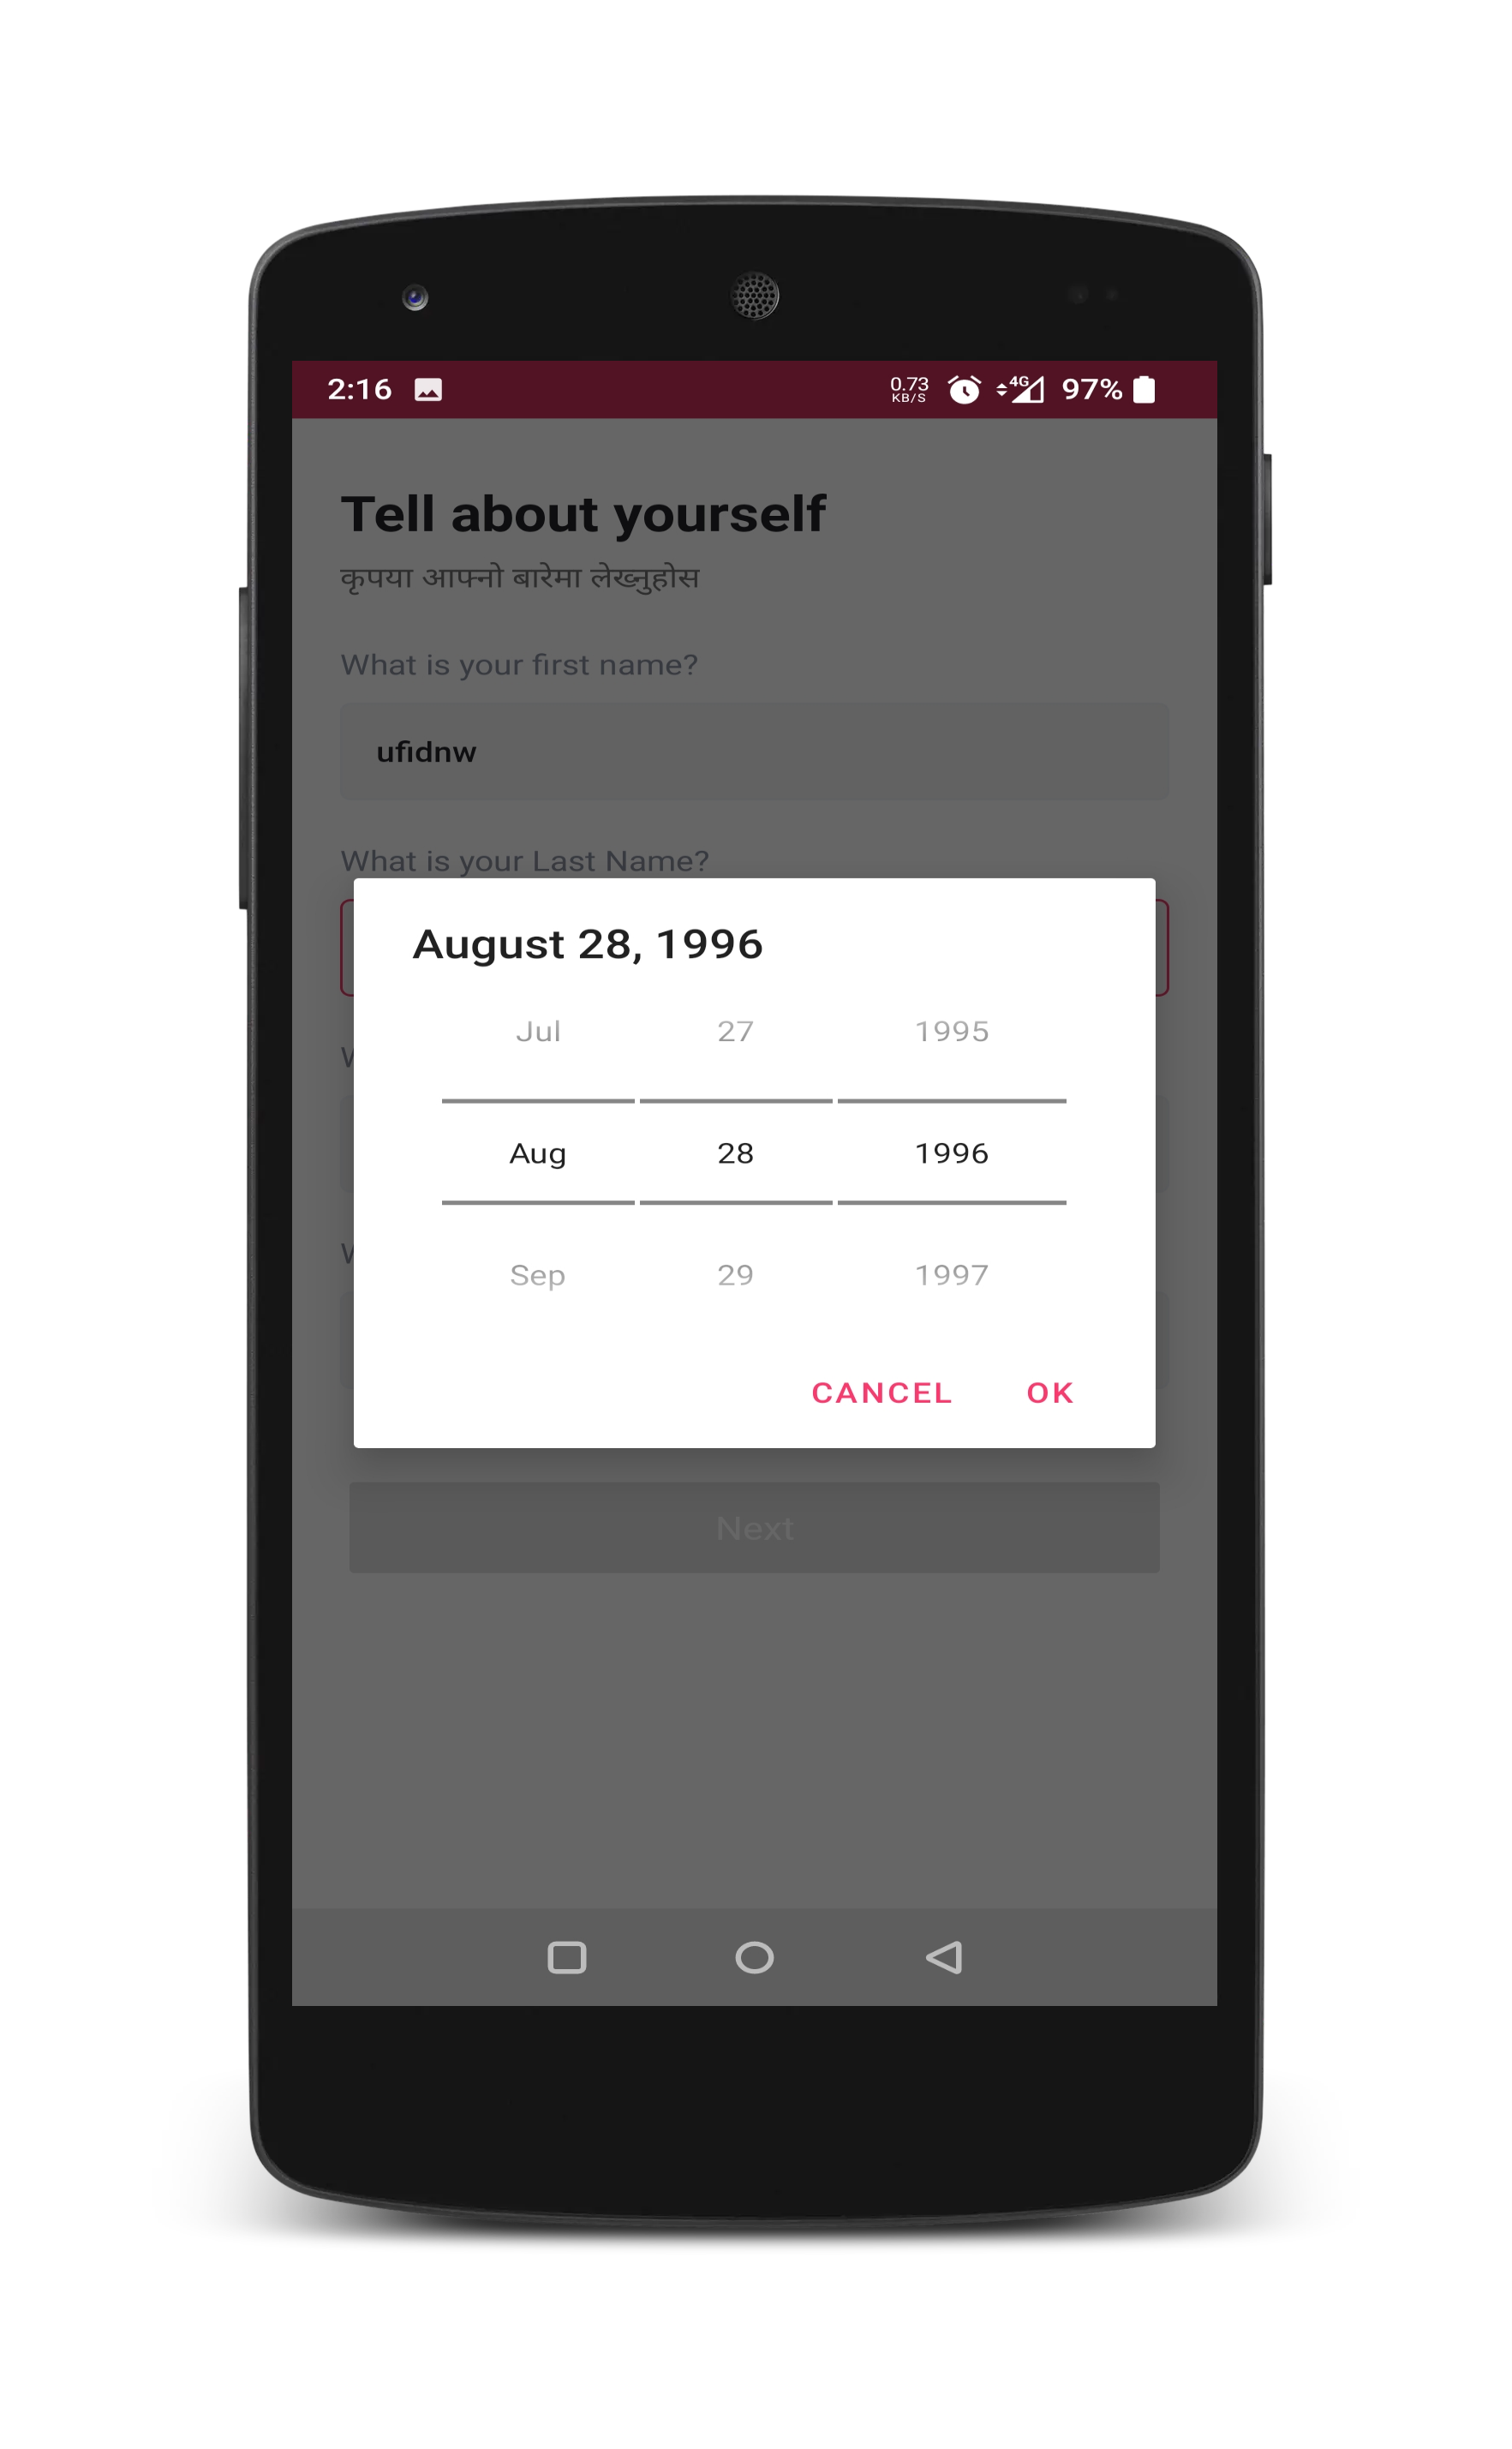 2:16 0.73 KB/S 4G 97%
Tell about yourself
कृपया आफ्नो बारेमा लेख्नुहोस
What is your first name?
ufidnw
What is your Last Name?
August 28, 1996
Jul 27 1995
Aug 28 1996
Sep 29 1997
CANCEL OK
Next